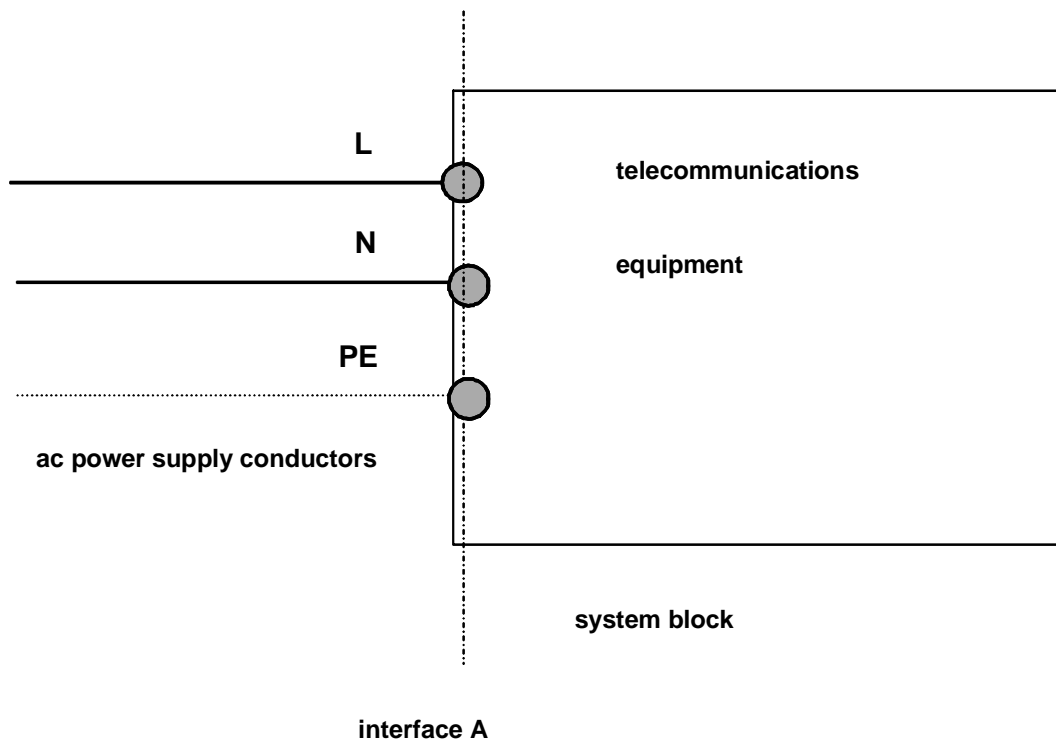 L
telecommunications
N
equipment
PE
ac power supply conductors
system block
interface A